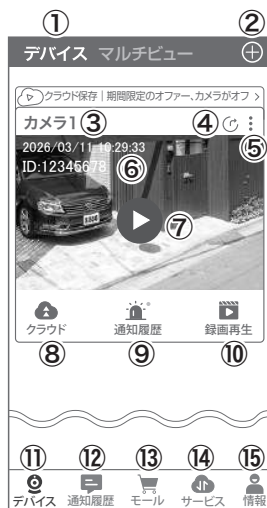 ① ②
デバイス マルチビュー
クラウド保存｜期間限定のオファー、カメラがオフ
カメラ1 ③ ④ ⑤
2026/03/11 10:29:33
ID:12345678 ⑥
⑦
クラウド 通知履歴 録画再生
⑧ ⑨ ⑩
⑪ ⑫ ⑬ ⑭ ⑮
デバイス 通知履歴 モール サービス 情報